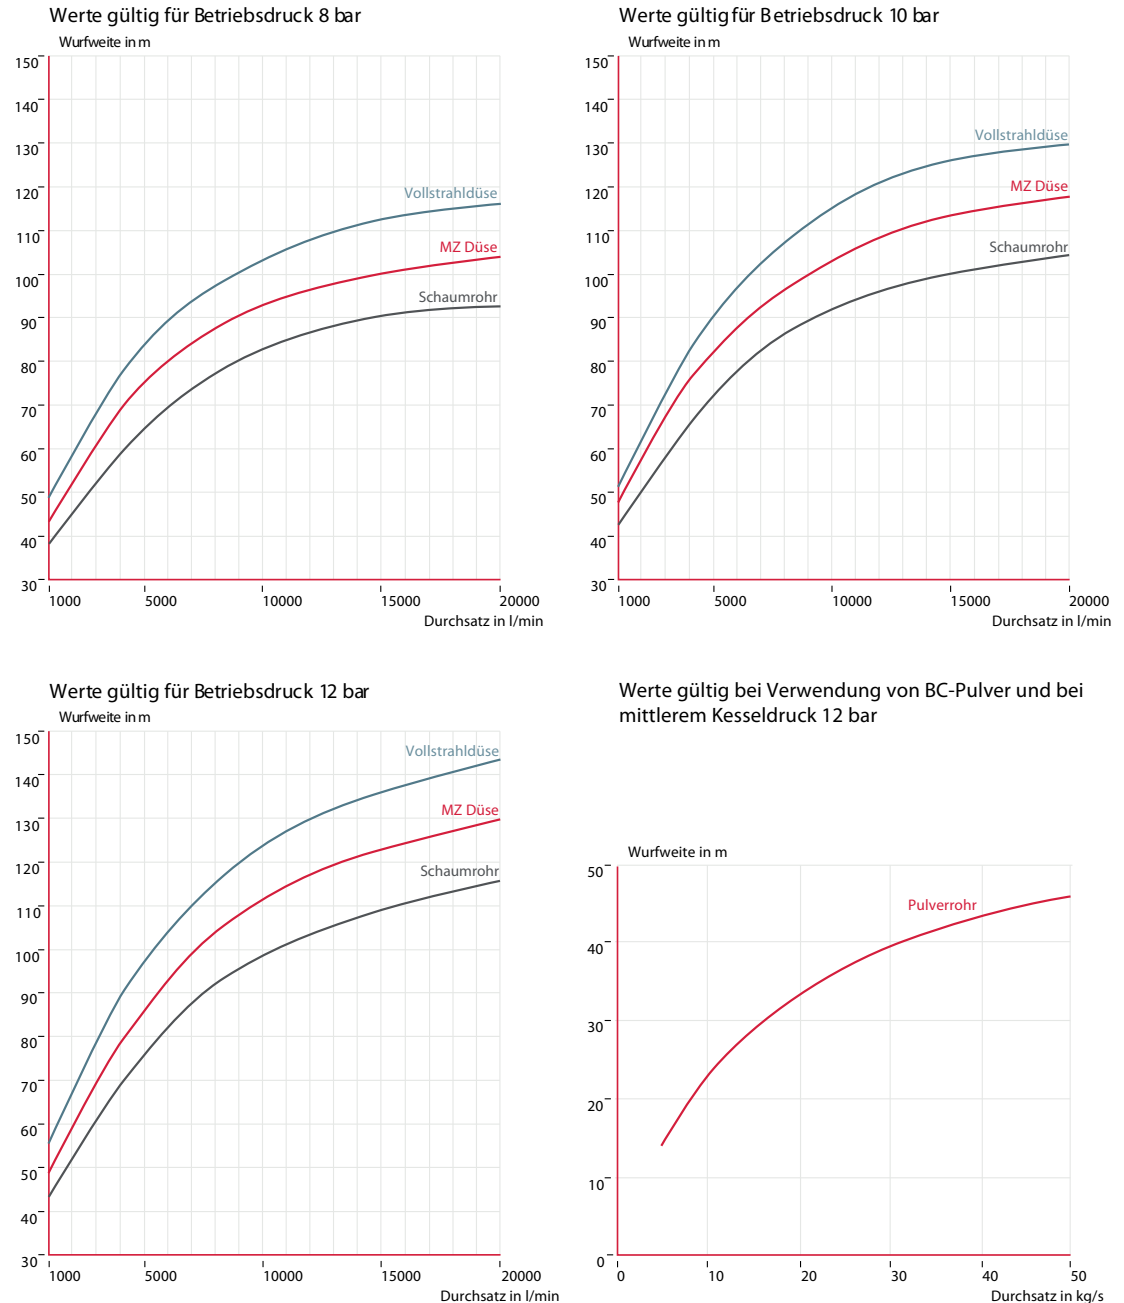 Werte gültig für Betriebsdruck 8 bar
Wurfweite in m
150
140
130
120
110
100
90
80
70
60
50
40
30
Vollstrahldüse
MZ Düse
Schaumrohr
1000 5000 10000 15000 20000
Durchsatz in l/min
Werte gültig für Betriebsdruck 10 bar
Wurfweite in m
150
140
130
120
110
100
90
80
70
60
50
40
30
Vollstrahldüse
MZ Düse
Schaumrohr
1000 5000 10000 15000 20000
Durchsatz in l/min
Werte gültig für Betriebsdruck 12 bar
Wurfweite in m
150
140
130
120
110
100
90
80
70
60
50
40
30
Vollstrahldüse
MZ Düse
Schaumrohr
1000 5000 10000 15000 20000
Durchsatz in l/min
Werte gültig bei Verwendung von BC-Pulver und bei
mittlerem Kesseldruck 12 bar
Wurfweite in m
50
40
30
20
10
0
Pulverrohr
0 10 20 30 40 50
Durchsatz in kg/s